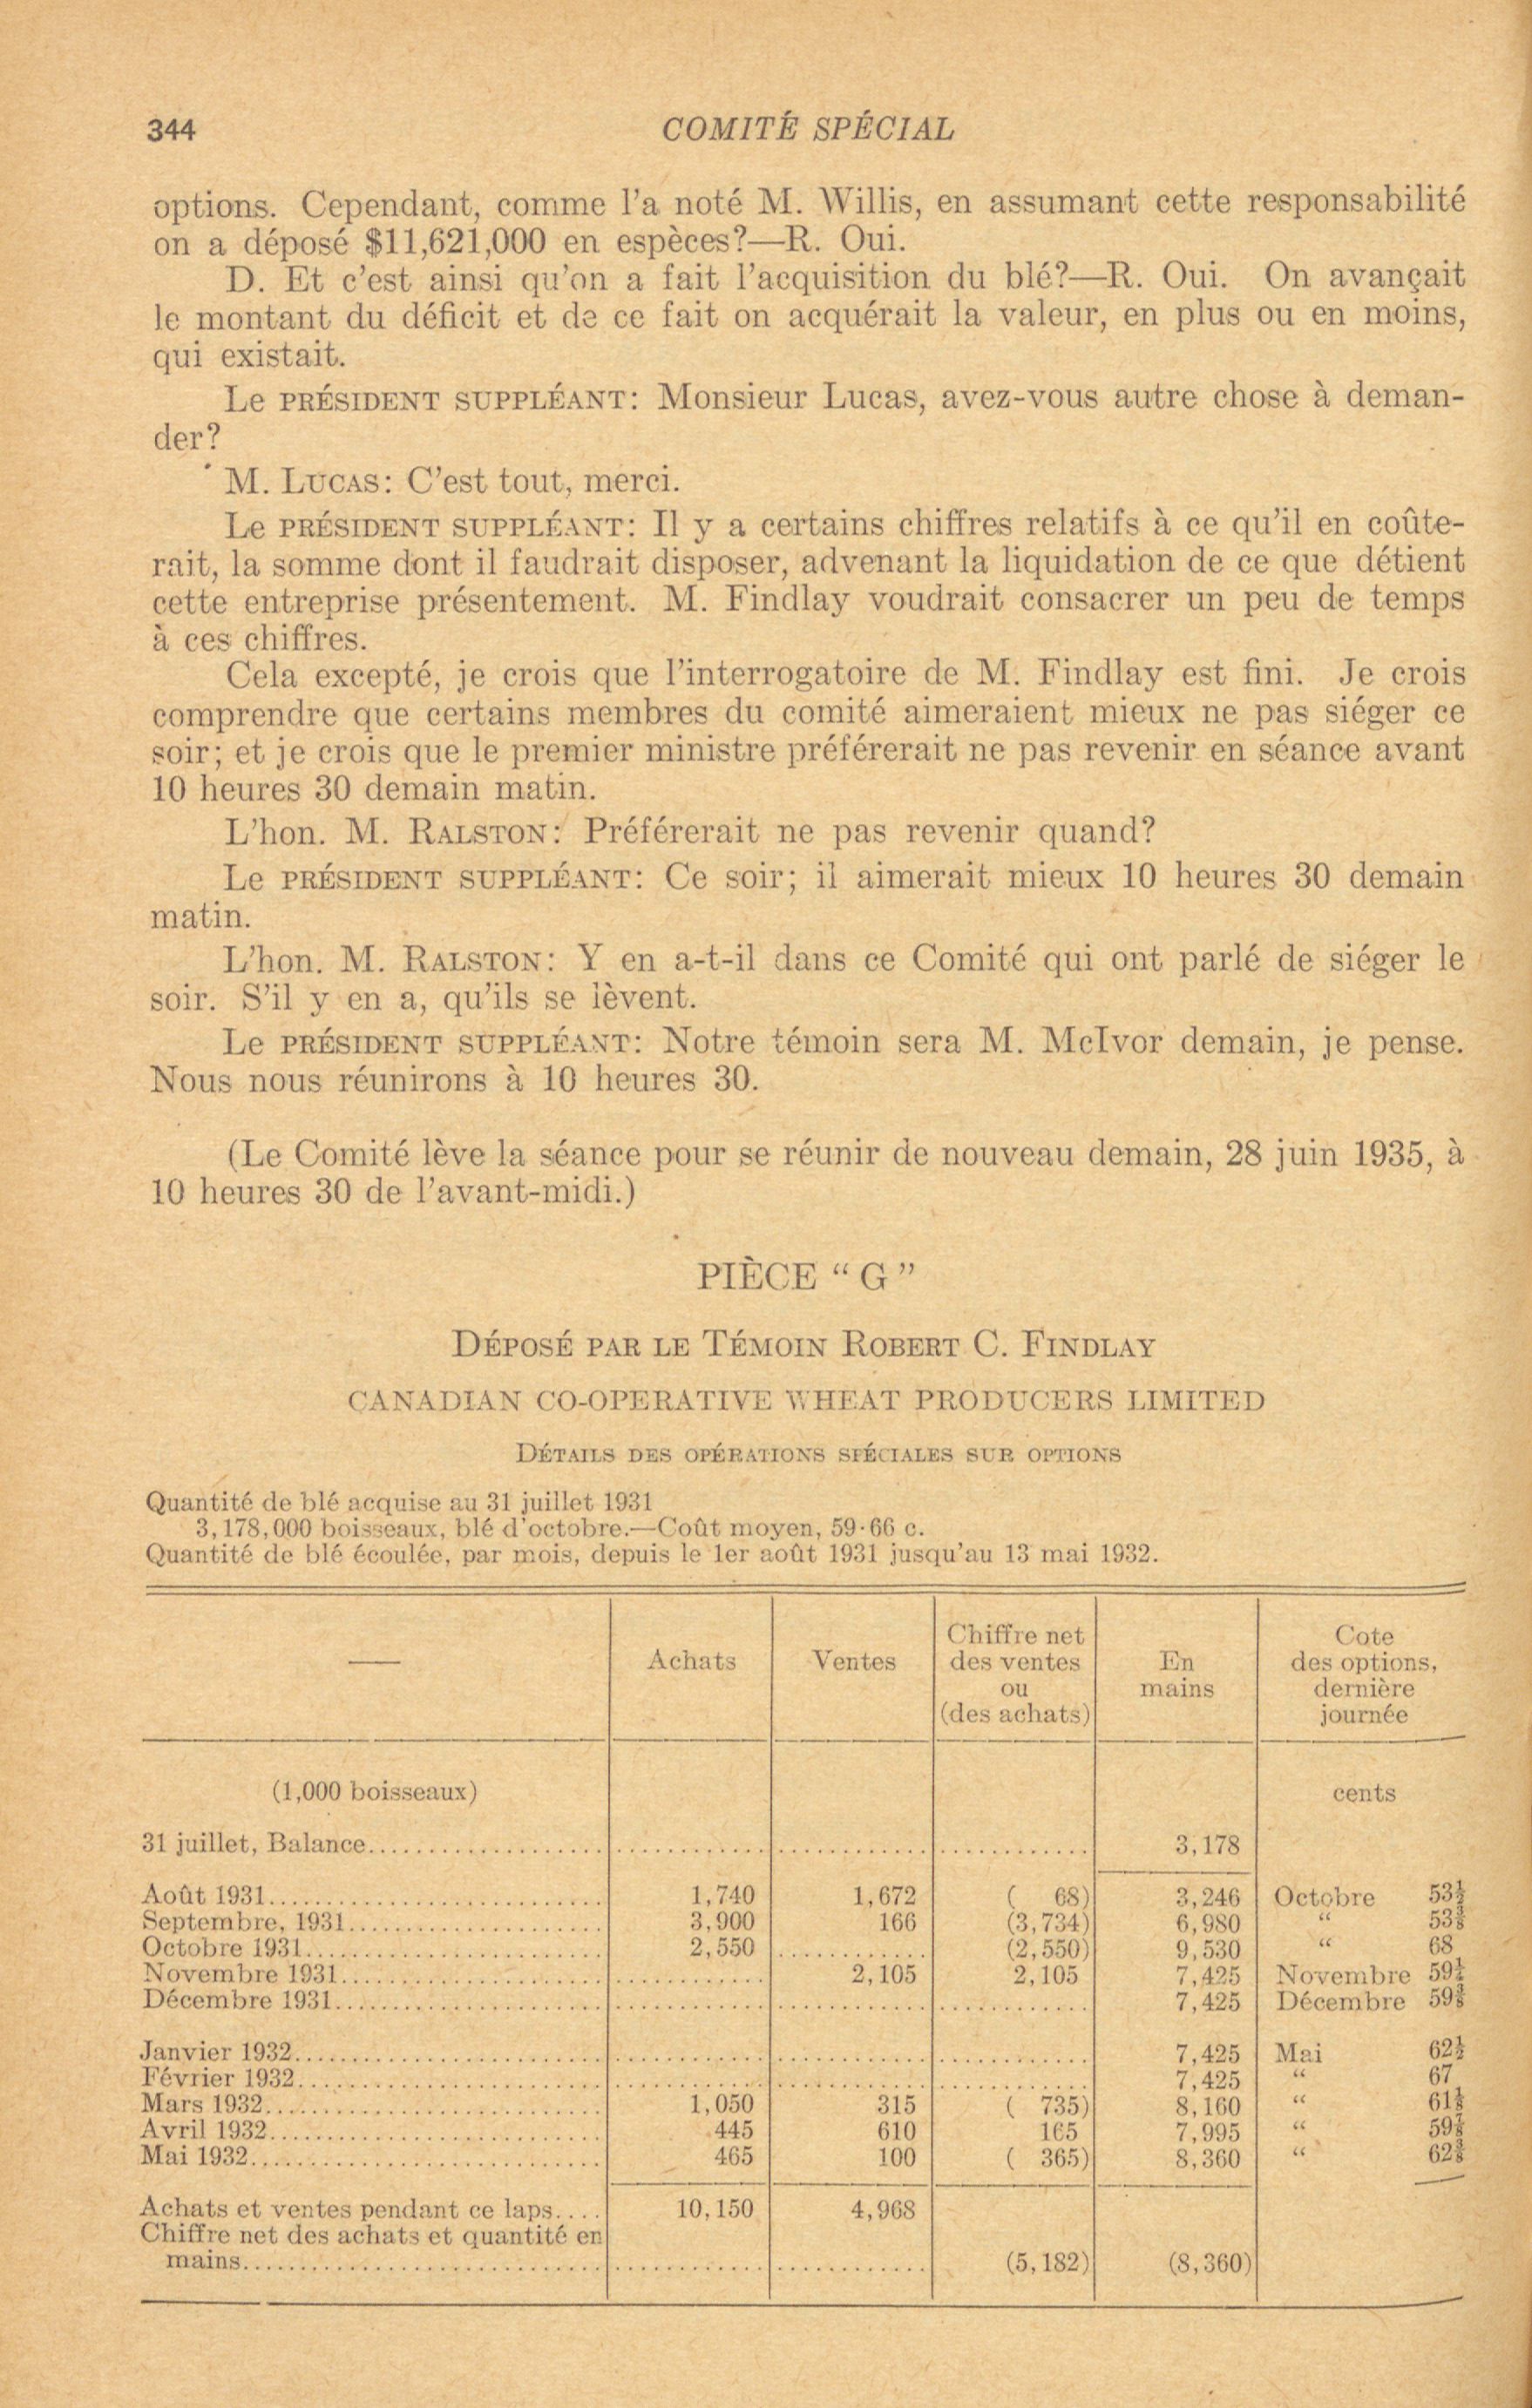 344
COMITÉ SPÉCIAL
options. Cependant, comme l'a noté M. Willis, en assumant cette responsabilité
on a déposé $11,621,000 en espèces?—R. Oui.
D. Et c'est ainsi qu'on a fait l'acquisition du blé?—R. Oui. On avançait
le montant du déficit et de ce fait on acquérait la valeur, en plus ou en moins,
qui existait.
Le PRÉSIDENT SUPPLÉANT: Monsieur Lucas, avez-vous autre chose à deman-
der?
M. LUCAS: C'est tout, merci.
Le PRÉSIDENT SUPPLÉANT: Il y a certains chiffres relatifs à ce qu'il en coûte-
rait, la somme dont il faudrait disposer, advenant la liquidation de ce que détient
cette entreprise présentement. M. Findlay voudrait consacrer un peu de temps
à ces chiffres.
Cela excepté, je crois que l'interrogatoire de M. Findlay est fini. Je crois
comprendre que certains membres du comité aimeraient mieux ne pas siéger ce
soir; et je crois que le premier ministre préférerait ne pas revenir en séance avant
10 heures 30 demain matin.
L'hon. M. RALSTON: Préférerait ne pas revenir quand?
Le PRÉSIDENT SUPPLÉANT: Ce soir; il aimerait mieux 10 heures 30 demain
matin.
L'hon. M. RALSTON: Y en a-t-il dans ce Comité qui ont parlé de siéger le
soir. S'il y en a, qu'ils se lèvent.
Le PRÉSIDENT SUPPLÉANT: Notre témoin sera M. McIvor demain, je pense.
Nous nous réunirons à 10 heures 30.
(Le Comité lève la séance pour se réunir de nouveau demain, 28 juin 1935, à
10 heures 30 de l'avant-midi.)
PIÈCE "G"
DÉPOSÉ PAR LE TÉMOIN ROBERT C. FINDLAY
CANADIAN CO-OPERATIVE WHEAT PRODUCERS LIMITED
DÉTAILS DES OPÉRATIONS SPÉCIALES SUR OPTIONS
Quantité de blé acquise au 31 juillet 1931
3,178,000 boisseaux, blé d'octobre.—Coût moyen, 59·66 c.
Quantité de blé écoulée, par mois, depuis le 1er août 1931 jusqu'au 13 mai 1932.
— Achats Ventes Chiffre net des ventes ou (des achats) En mains Cote des options, dernière journée
(1,000 boisseaux) cents
31 juillet, Balance 3,178
Août 1931 1,740 1,672 ( 68) 3,246 Octobre
Septembre, 1931 3,900 166 (3,734) 6,980 "
Octobre 1931 2,550 (2,550) 9,530 " 68
Novembre 1931 2,105 2,105 7,425 Novembre
Décembre 1931 7,425 Décembre
Janvier 1932 7,425 Mai
Février 1932 7,425 " 67
Mars 1932 1,050 315 ( 735) 8,160 "
Avril 1932 445 610 165 7,995 "
Mai 1932 465 100 ( 365) 8,360 "
Achats et ventes pendant ce laps 10,150 4,968
Chiffre net des achats et quantité en
mains (5,182) (8,360)